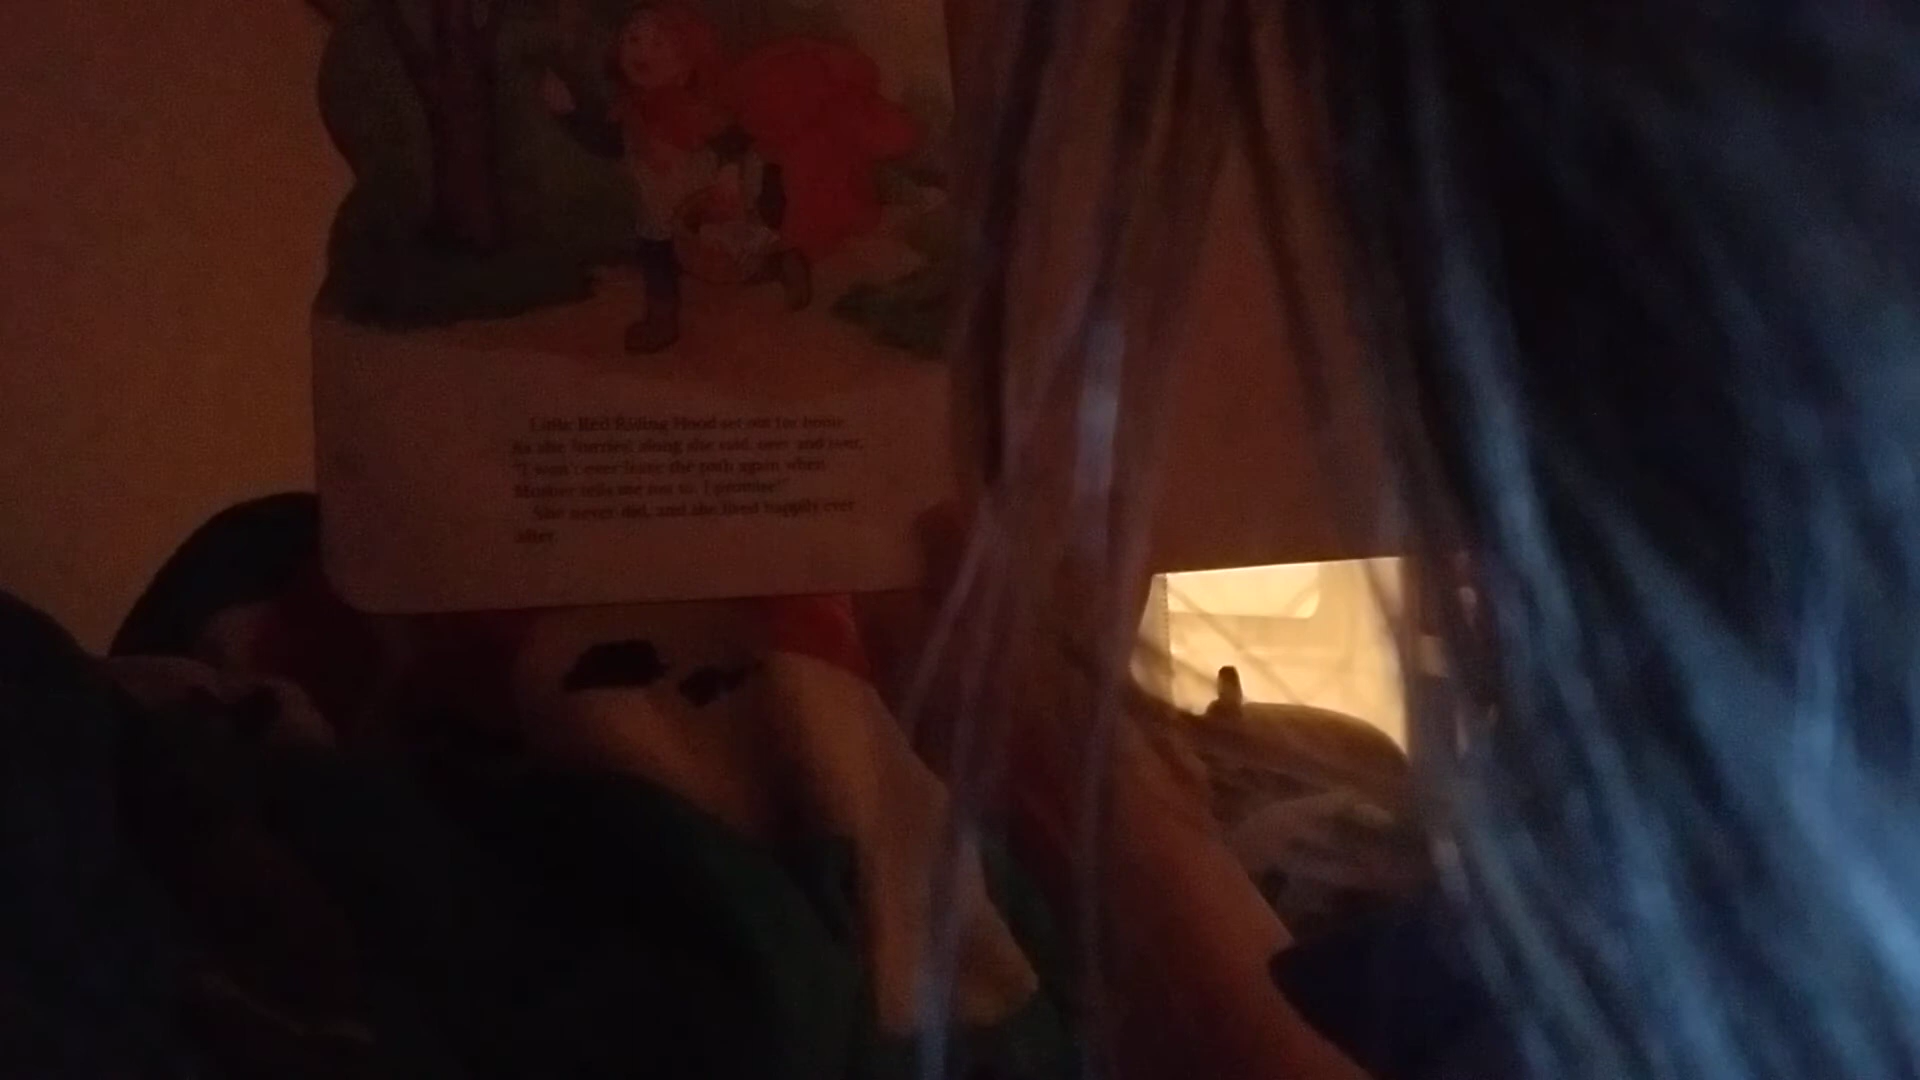 Little Red Riding Hood set out for home.
As she hurried along she said, over and over,
"I won't ever leave the path again when
Mother tells me not to. I promise!"
She never did, and she lived happily ever
after.